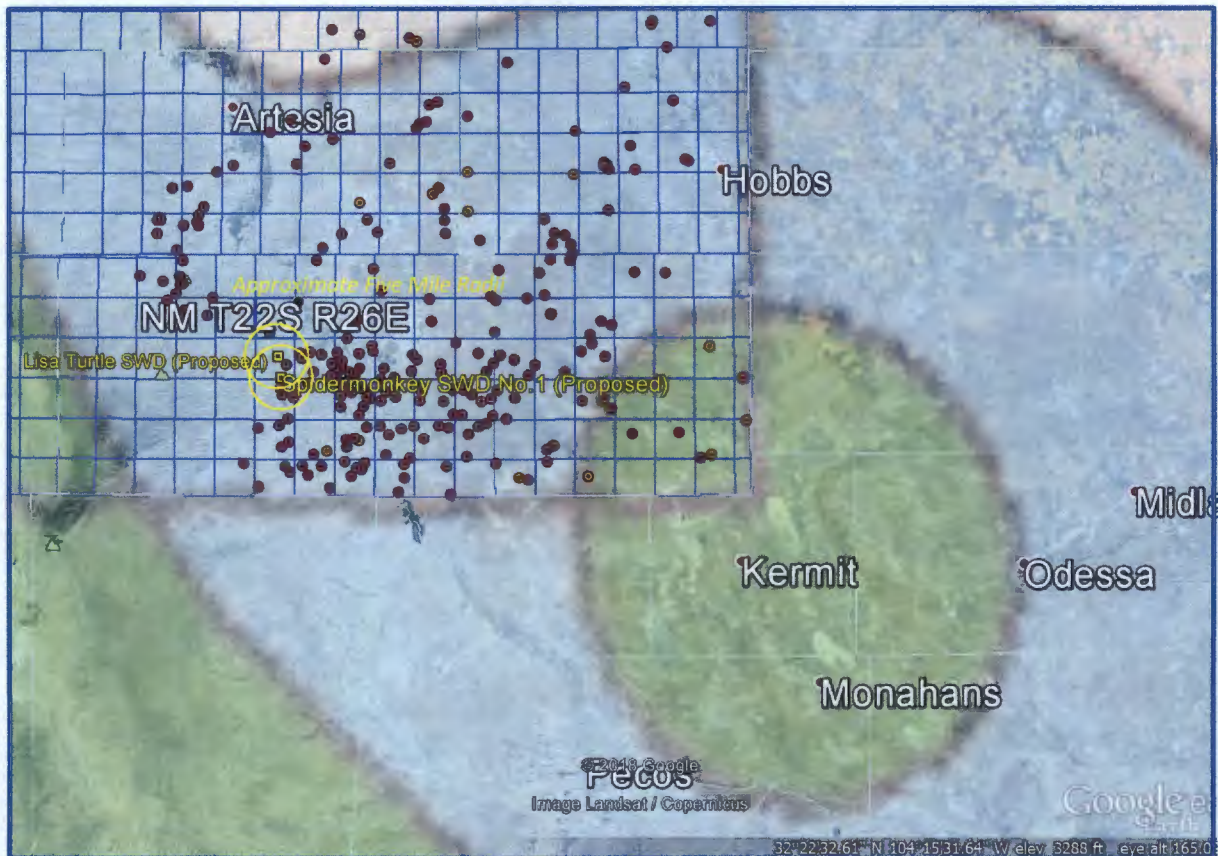 Artesia
Hobbs
Approximate Five Mile Radii
NM T22S R26E
Lisa Turtle SWD (Proposed)
Spidermonkey SWD No.1 (Proposed)
Midla
Kermit
Odessa
Monahans
© 2018 Google
Pecos
Image Landsat / Copernicus
Google e
32°22'32.61" N 104°15'31.64" W elev 3288 ft eye alt 165.0